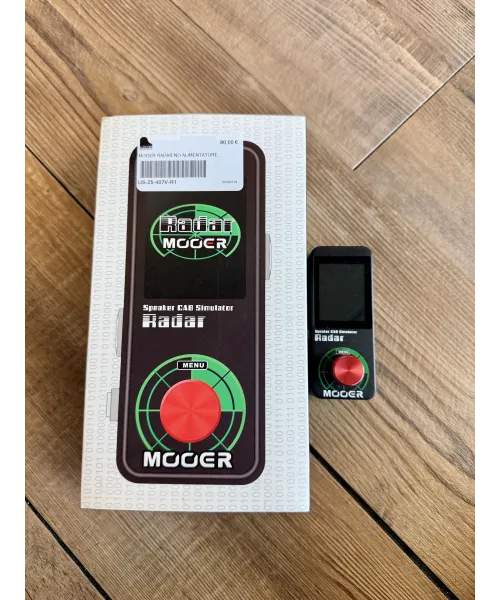 80,00 €
MOOER RADAR NO ALIMENTATORE
US-25-407V-R1
Radar
MOOER
Speaker CAB Simulator
Radar
MENU
MOOER
Speaker CAB Simulator
Radar
MENU
MOOER